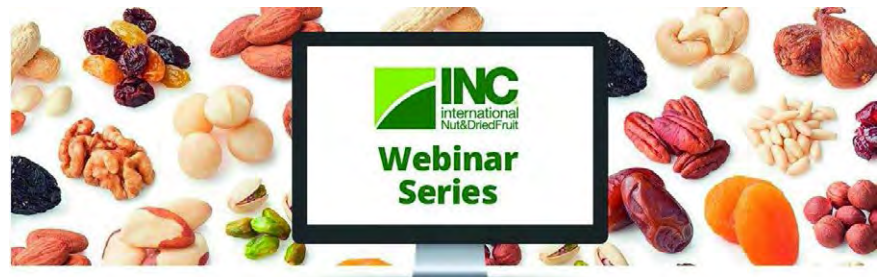 INC
international
Nut&DriedFruit
Webinar
Series